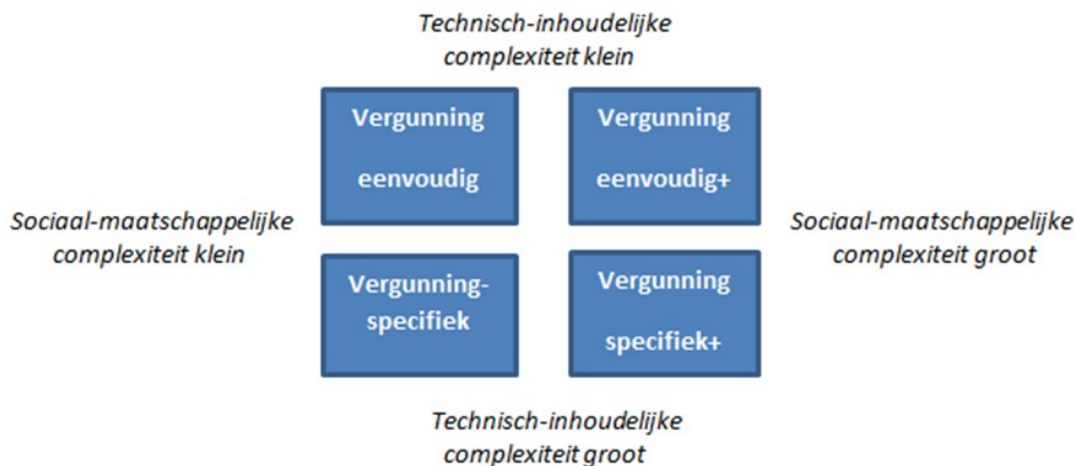 Technisch-inhoudelijke
complexiteit klein
Vergunning
eenvoudig
Vergunning
eenvoudig+
Sociaal-maatschappelijke
complexiteit klein
Sociaal-maatschappelijke
complexiteit groot
Vergunning-
specifiek
Vergunning
specifiek+
Technisch-inhoudelijke
complexiteit groot